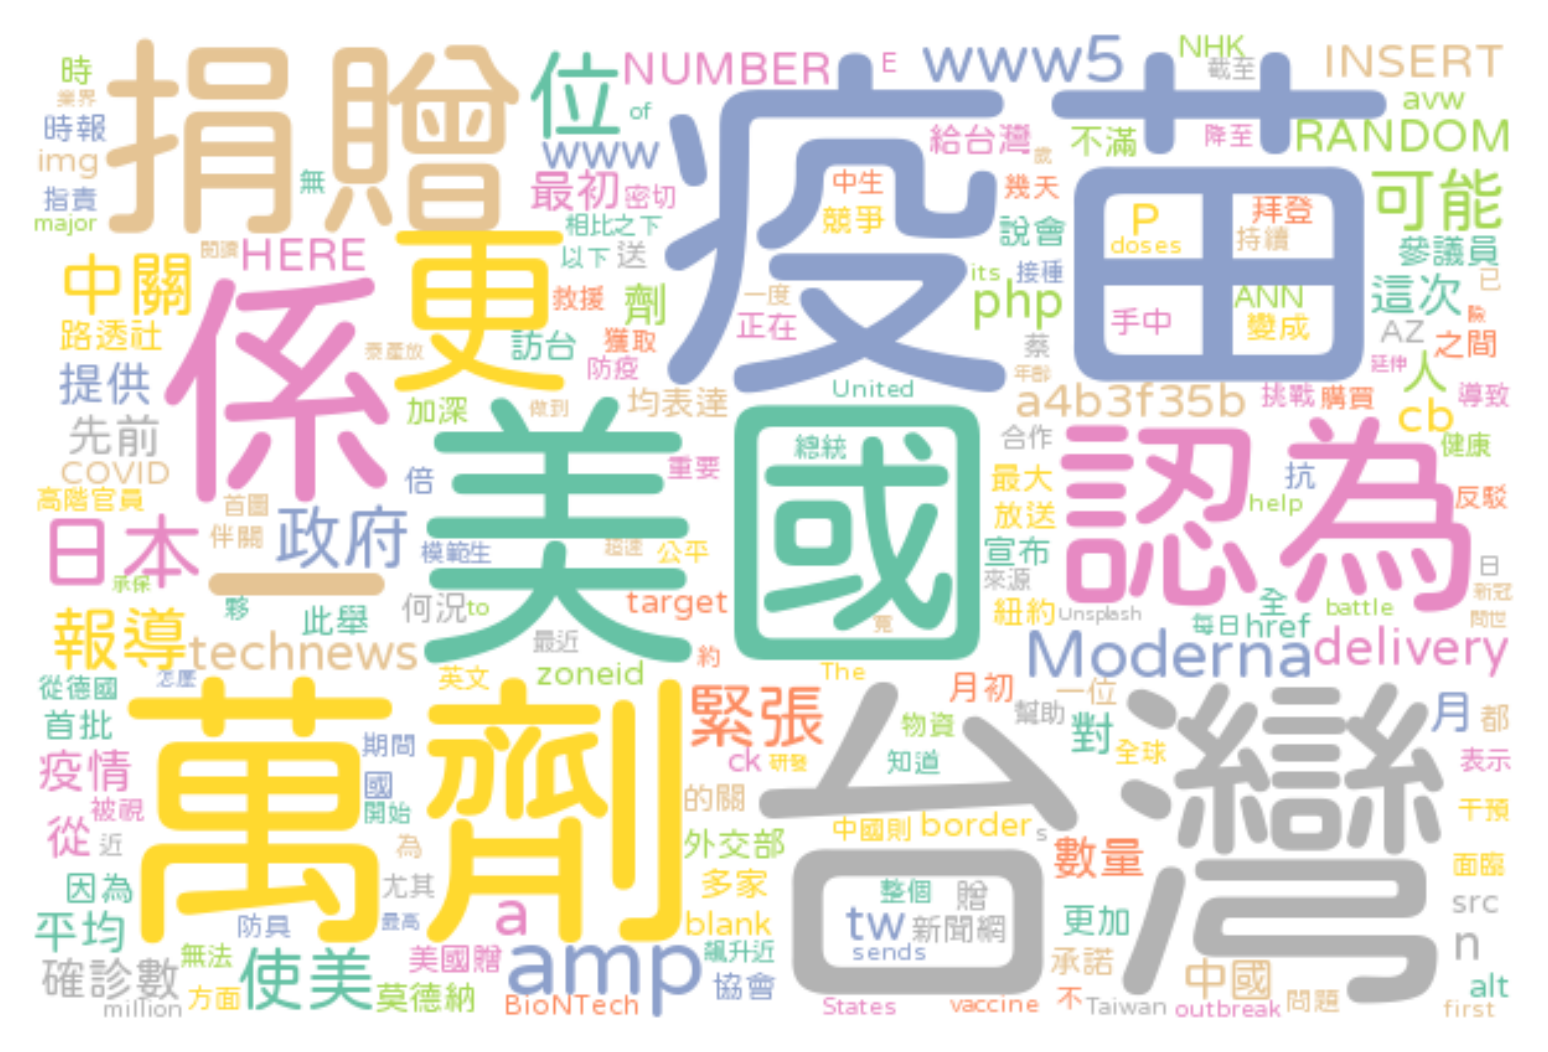 時
捐贈
位
NUMBER
E
www5
NHK
截至
INSERT
業界
時報
img
指責
major
無
of
www
最初
密切
相比之下
以下
送
疫苗
給台灣
歲
不滿
降至
avw
RANDOM
可能
中生
競爭
幾天
說會
P
doses
拜登
持續
參議員
閱讀
HERE
中關
更
救援
劑
一度
正在
its
接種
php
手中
ANN
變成
這次
已
路透社
係
訪台
獲取
防疫
蔡
年齡
AZ
之間
延伸
提供
加深
做到
均表達
United
a4b3f35b
挑戰
購買
人
cb
導致
先前
COVID
美國
總統
重要
合作
認為
健康
高階官員
首圖
倍
最大
抗
help
反駁
日本
伴關
政府
模範生
超速
公平
放送
宣布
來源
日
承保
一
新冠
報導
夥
此舉
何況
to
target
紐約
Unsplash
全
battle
問世
technews
最近
每日
href
Moderna
delivery
從德國
怎麼
英文
zoneid
約
The
月初
一位
首批
萬劑
緊張
台灣
幫助
對
月
都
期間
物資
疫情
國
ck
研發
知道
全球
表示
被視
開始
的關
從
近
為
中國則
border
s
干預
外交部
數量
因為
尤其
多家
整個
贈
面臨
平均
防具
最高
a
blank
tw
新聞網
更加
src
確診數
無法
使美
美國贈
amp
飆升近
sends
承諾
中國
n
million
方面
莫德納
BioNTech
協會
States
vaccine
不
Taiwan
outbreak
問題
alt
first